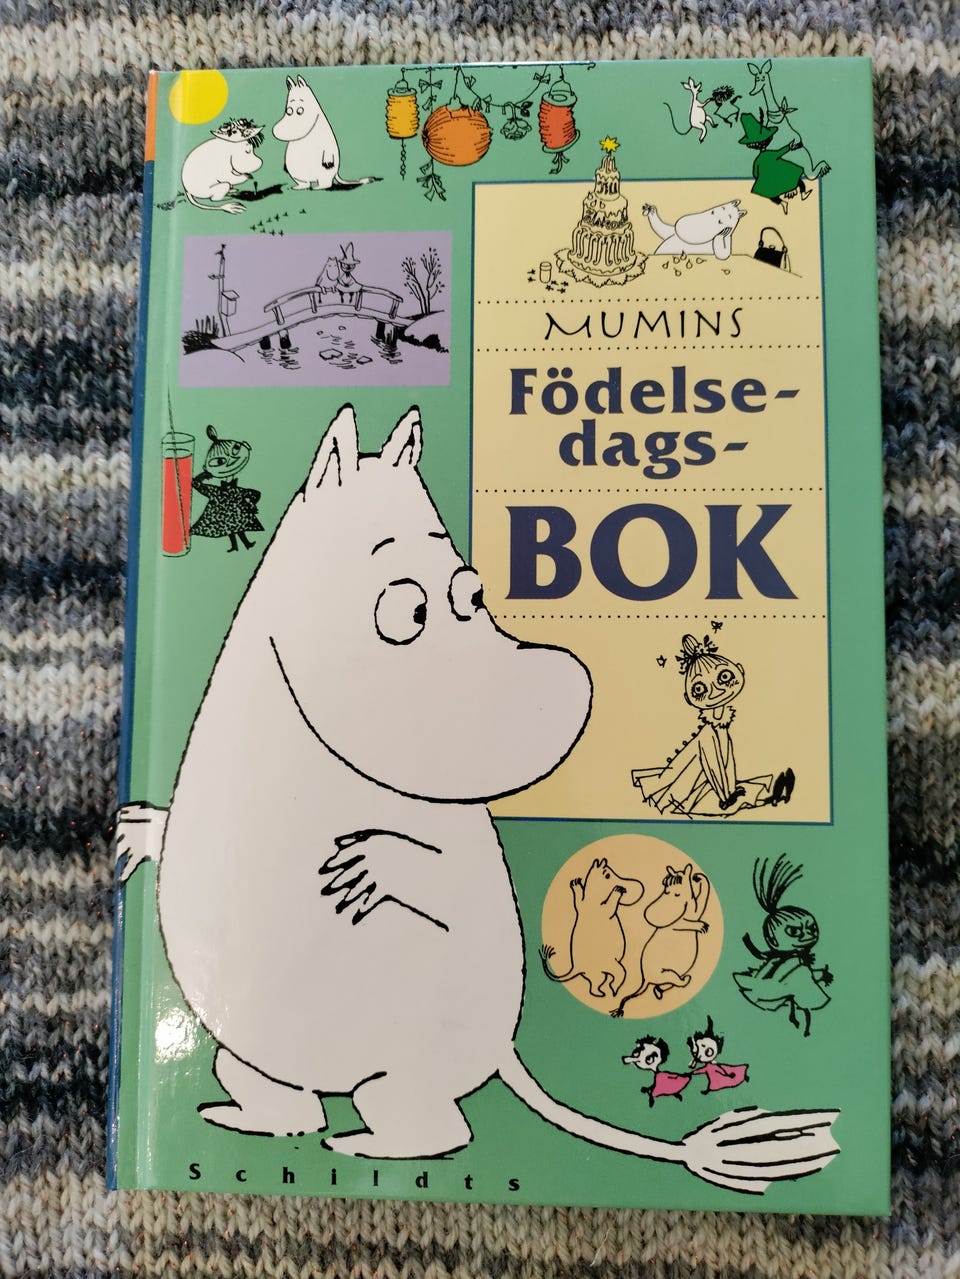 MUMINS
Födelse-
dags-
BOK
Schildts